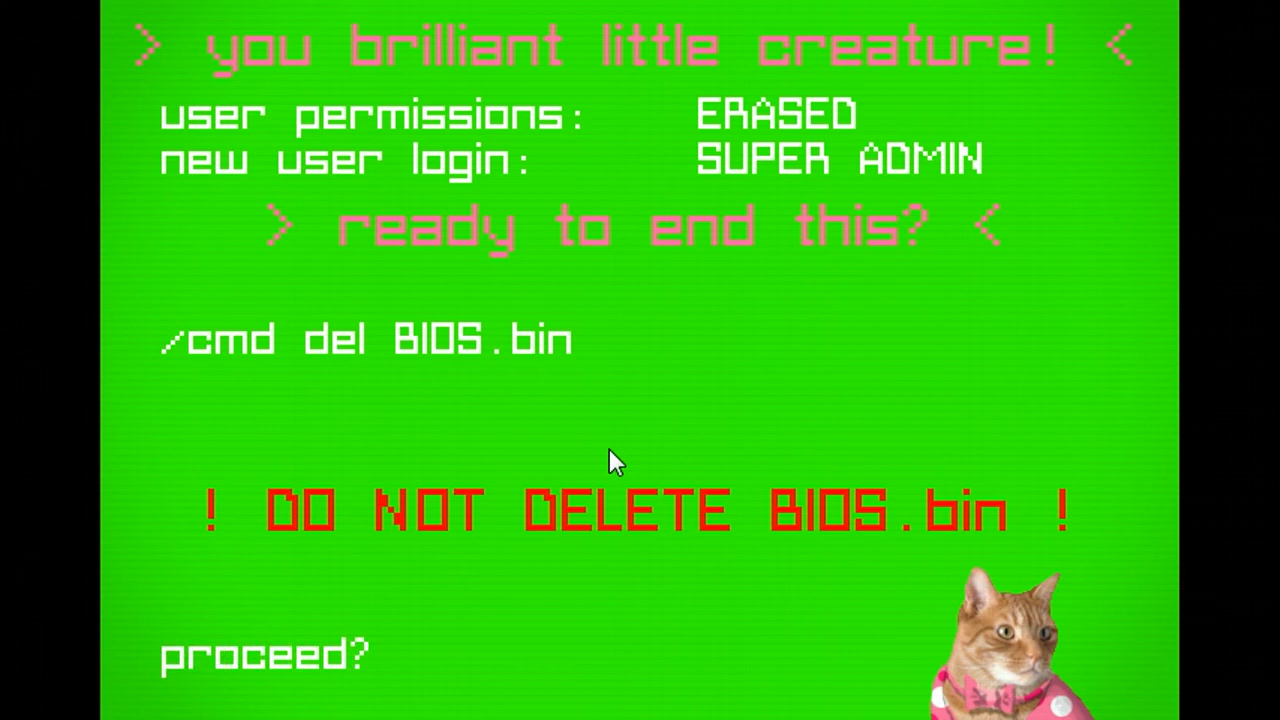 > you brilliant little creature! <
user permissions: ERASED
new user login: SUPER ADMIN
> ready to end this? <
/cmd del BIOS.bin
! DO NOT DELETE BIOS.bin !
proceed?